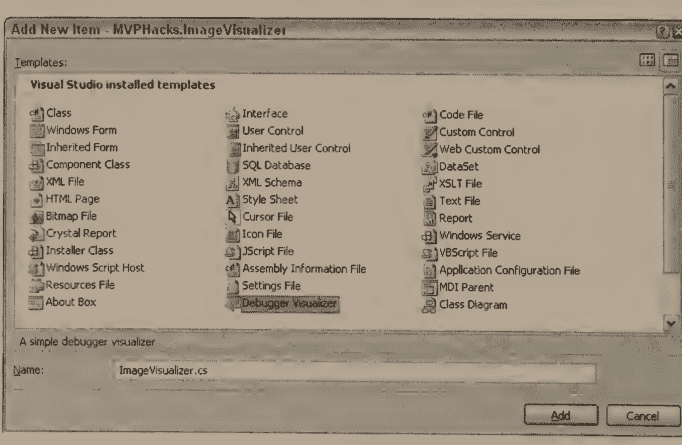 Add New Item - MVPHacks.ImageVisualizer
Templates:
Visual Studio installed templates
Class
Windows Form
Inherited Form
Component Class
XML File
HTML Page
Bitmap File
Crystal Report
Installer Class
Windows Script Host
Resources File
About Box
Interface
User Control
Inherited User Control
SQL Database
XML Schema
Style Sheet
Cursor File
Icon File
JScript File
Assembly Information File
Settings File
Debugger Visualizer
Code File
Custom Control
Web Custom Control
DataSet
XSLT File
Text File
Report
Windows Service
VBScript File
Application Configuration File
MDI Parent
Class Diagram
A simple debugger visualizer
Name: ImageVisualizer.cs
Add Cancel